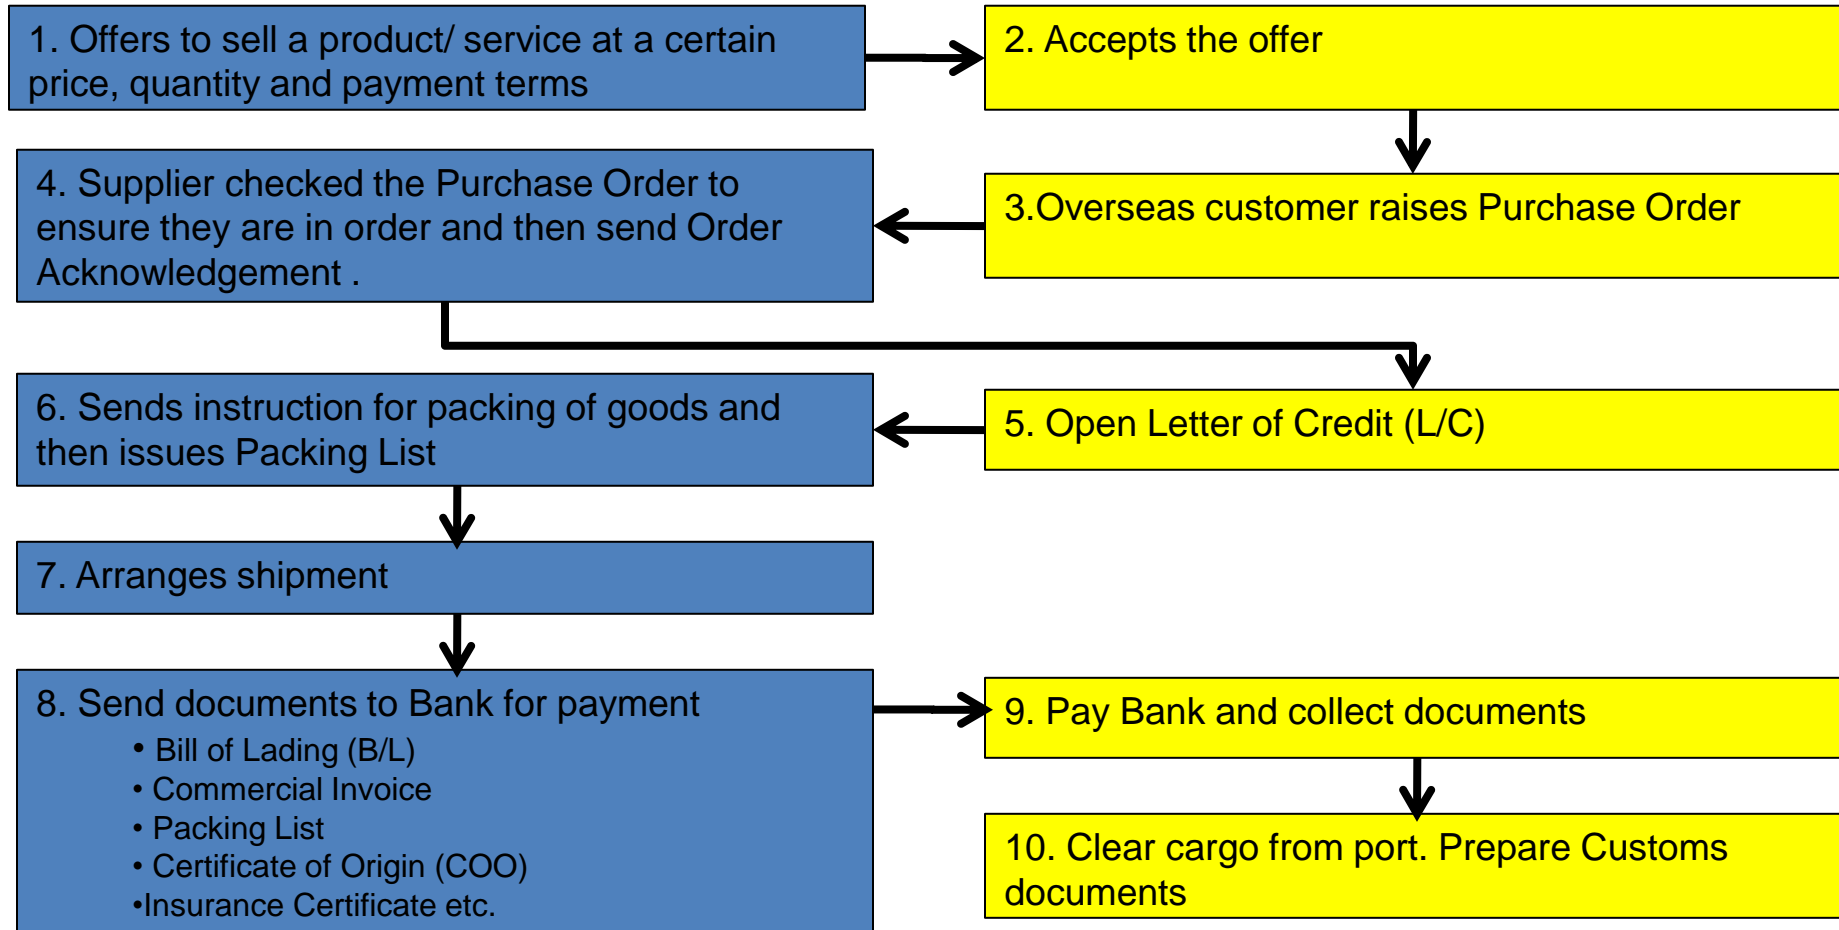 1. Offers to sell a product/ service at a certain
price, quantity and payment terms
2. Accepts the offer
3.Overseas customer raises Purchase Order
4. Supplier checked the Purchase Order to
ensure they are in order and then send Order
Acknowledgement .
5. Open Letter of Credit (L/C)
6. Sends instruction for packing of goods and
then issues Packing List
7. Arranges shipment
8. Send documents to Bank for payment
• Bill of Lading (B/L)
• Commercial Invoice
• Packing List
• Certificate of Origin (COO)
•Insurance Certificate etc.
9. Pay Bank and collect documents
10. Clear cargo from port. Prepare Customs
documents